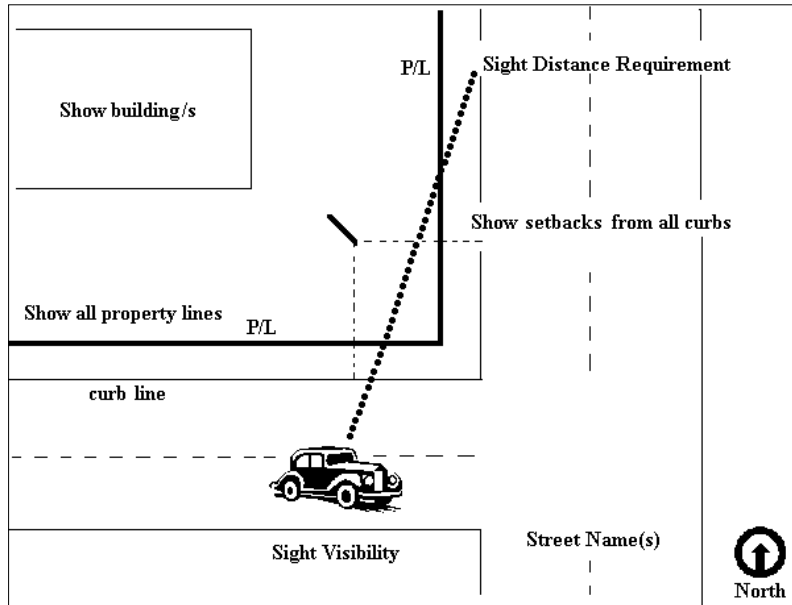 P/L
Sight Distance Requirement
Show building/s
Show setbacks from all curbs
Show all property lines
P/L
curb line
Sight Visibility
Street Name(s)
North